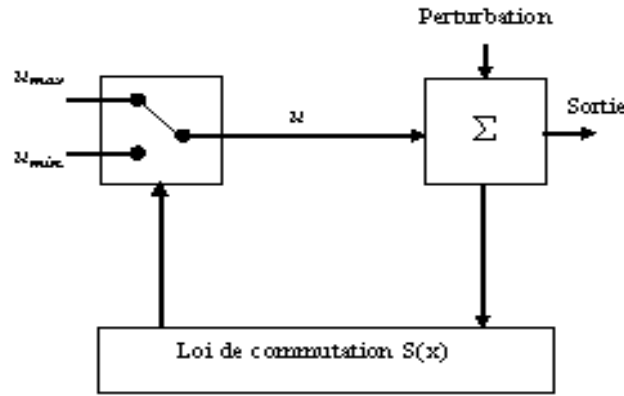 Perturbation
u_max
Sortie
u
Σ
u_min
Loi de commutation S(x)